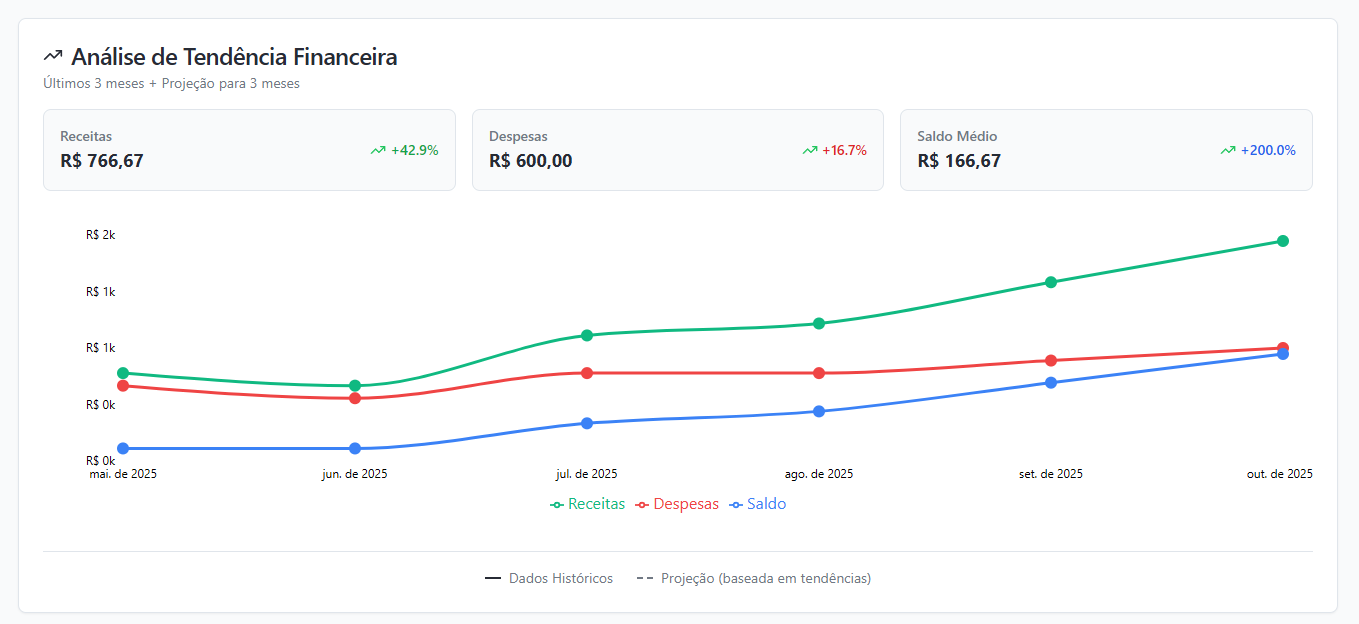 Análise de Tendência Financeira
Últimos 3 meses + Projeção para 3 meses
Receitas
R$ 766,67
+42.9%
Despesas
R$ 600,00
+16.7%
Saldo Médio
R$ 166,67
+200.0%
R$ 2k
R$ 1k
R$ 1k
R$ 0k
R$ 0k
mai. de 2025 jun. de 2025 jul. de 2025 ago. de 2025 set. de 2025 out. de 2025
Receitas Despesas Saldo
Dados Históricos Projeção (baseada em tendências)